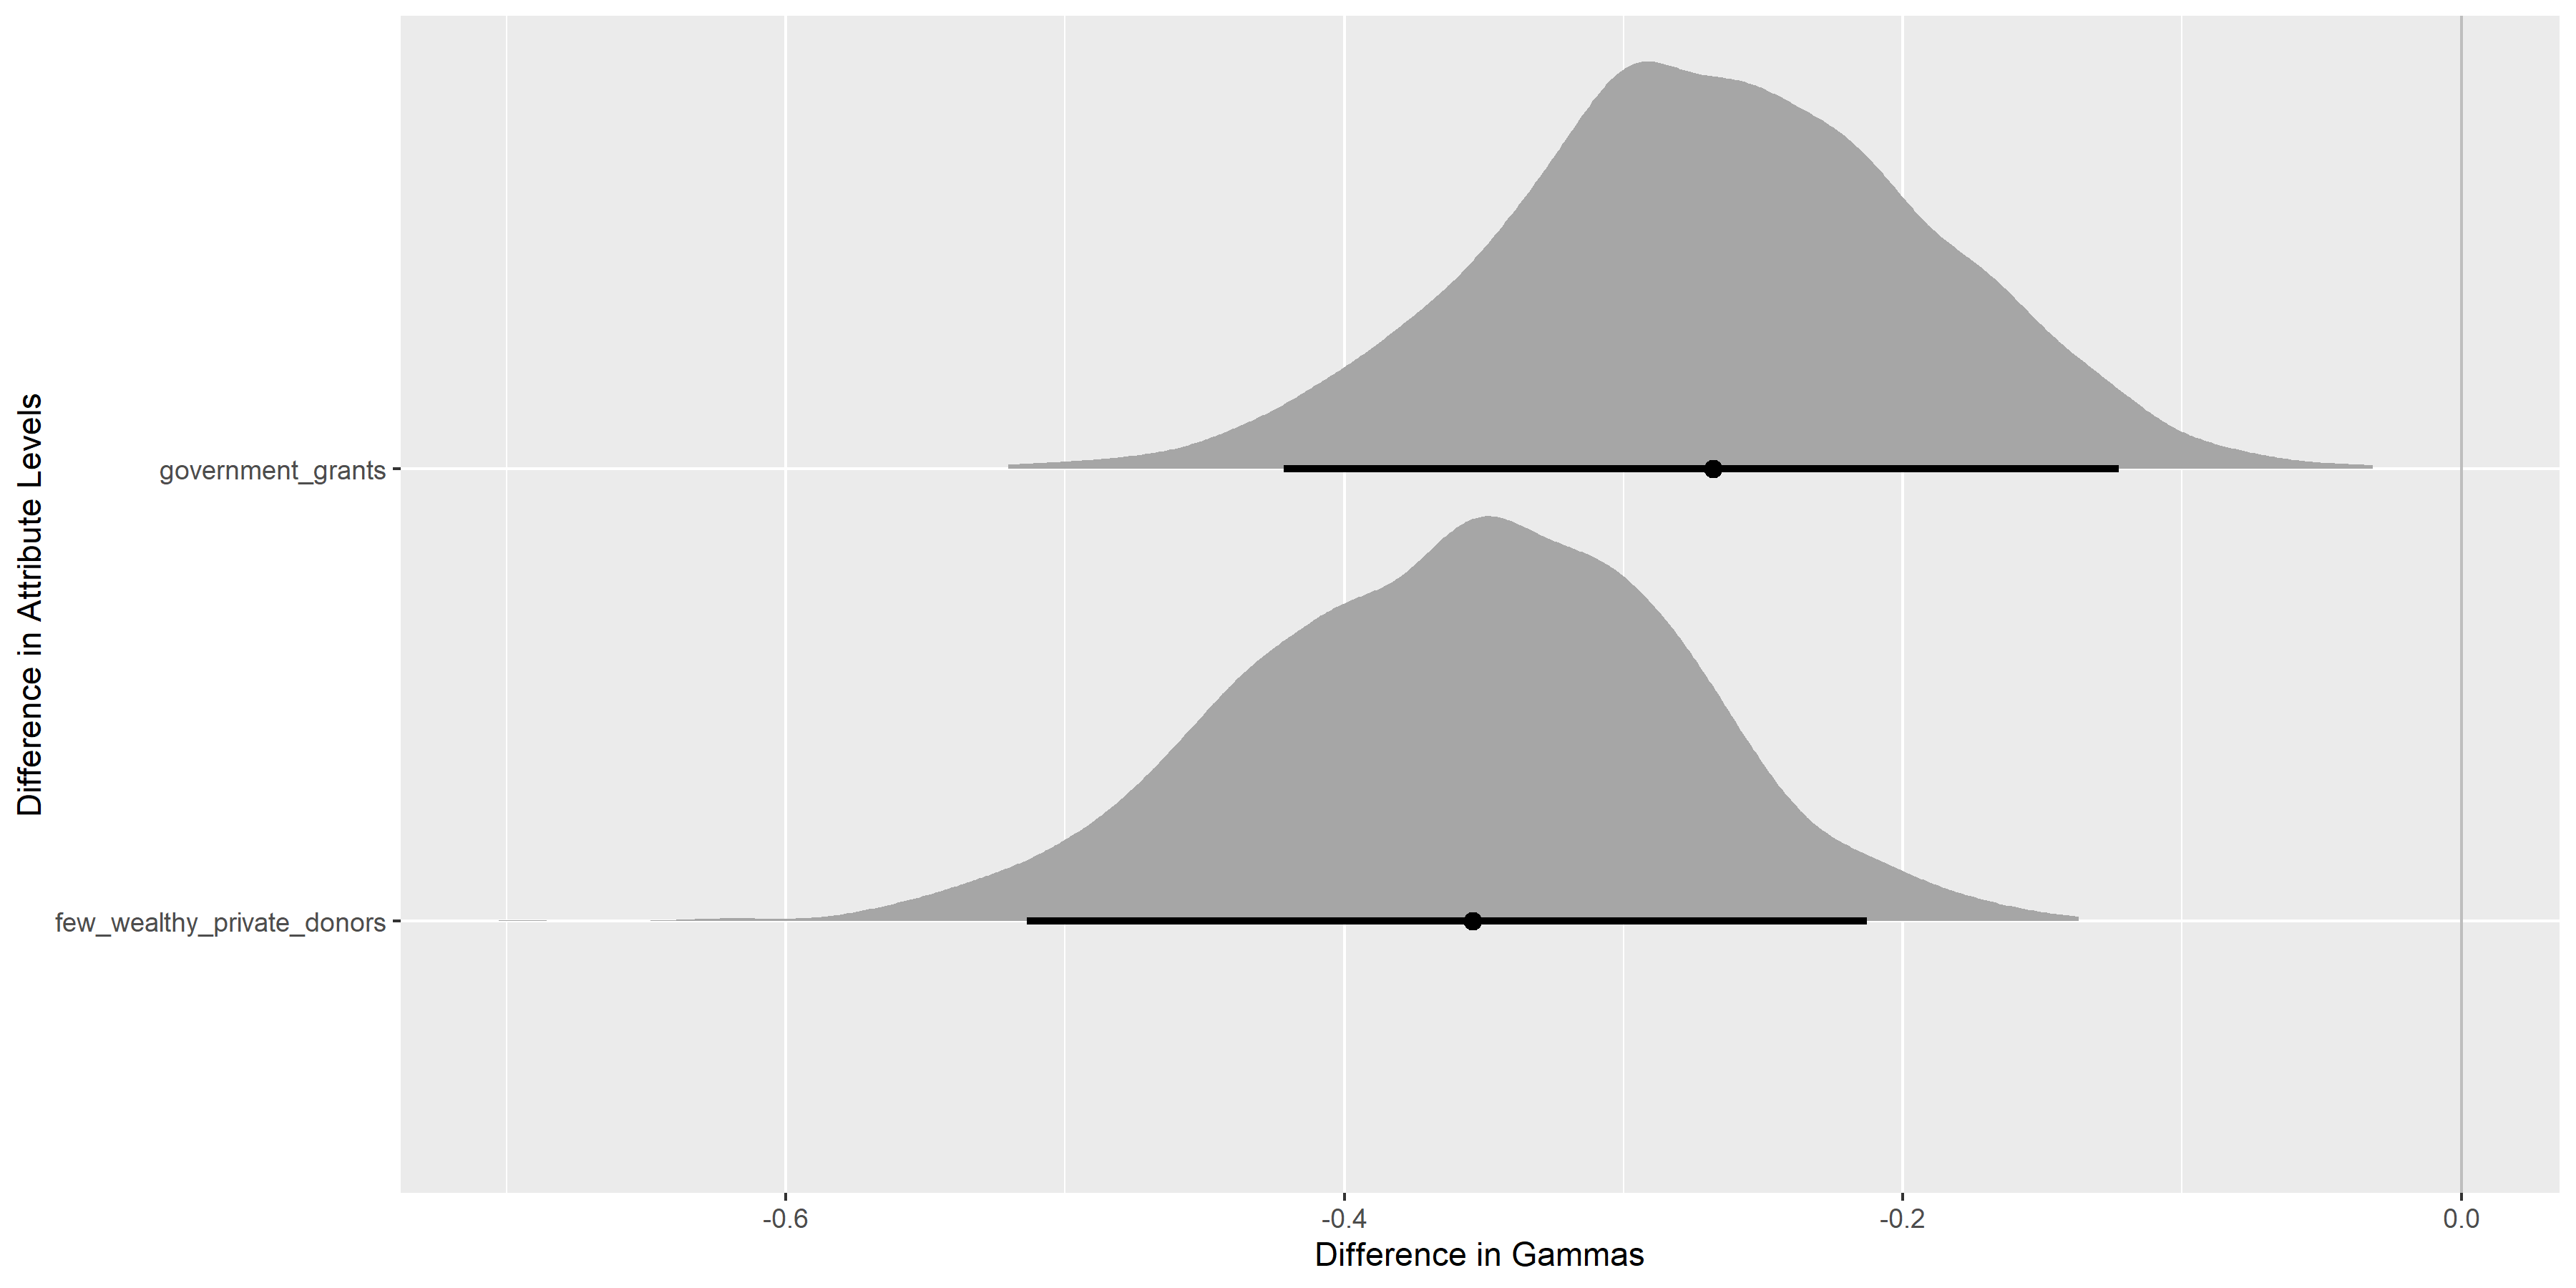 Difference in Attribute Levels
government_grants
few_wealthy_private_donors
-0.6 -0.4 -0.2 0.0
Difference in Gammas